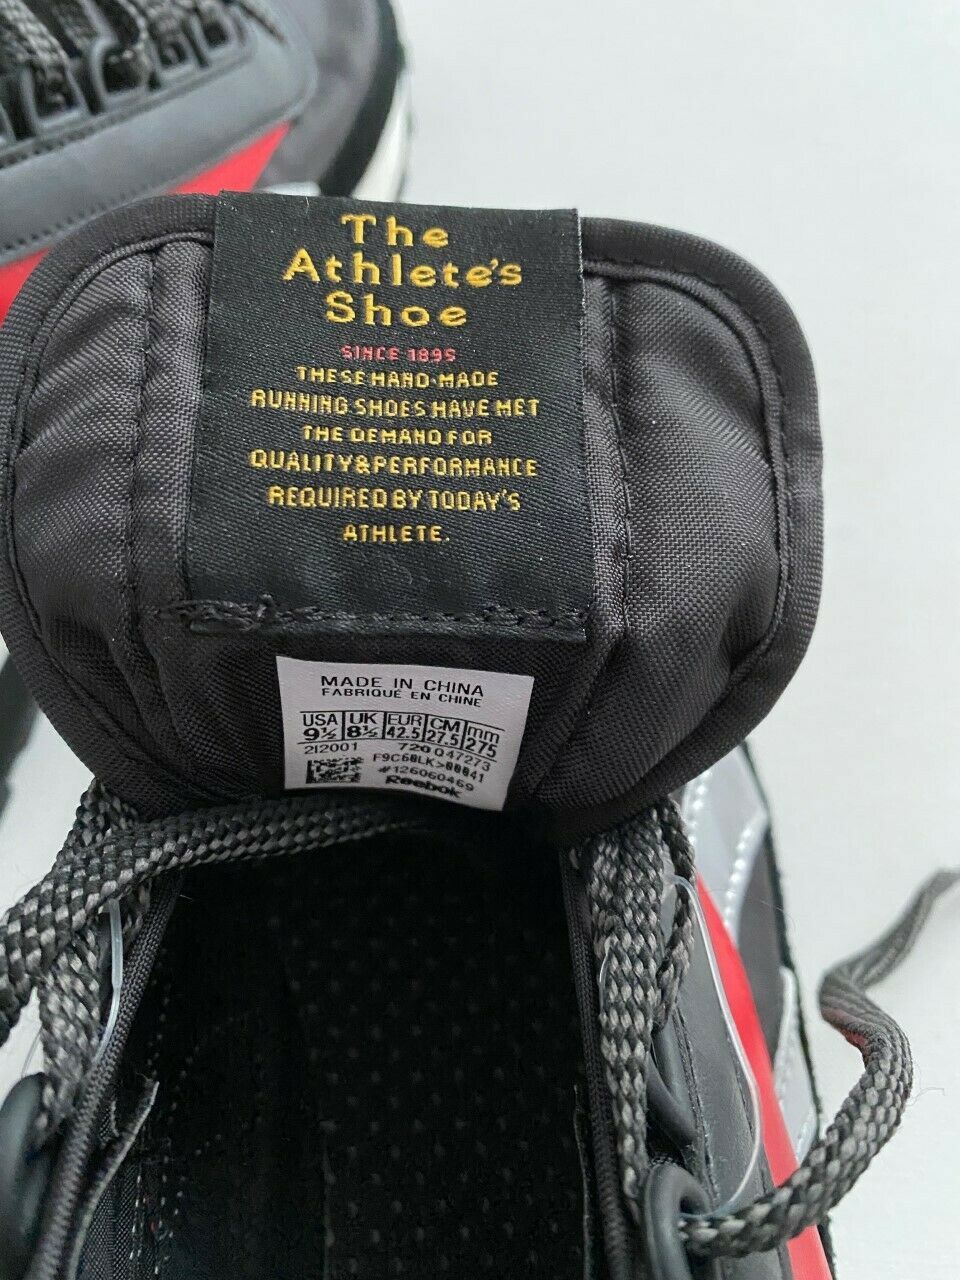 The
Athlete's
Shoe
SINCE 1895
THESE HAND-MADE
RUNNING SHOES HAVE MET
THE DEMAND FOR
QUALITY&PERFORMANCE
REQUIRED BY TODAY'S
ATHLETE.
MADE IN CHINA
FABRIQUÉ EN CHINE
USA UK EUR CM mm
9½ 8½ 42.5 27.5 275
2I2001 720 Q47273
F9C60LK>00041
#126060469
Reebok